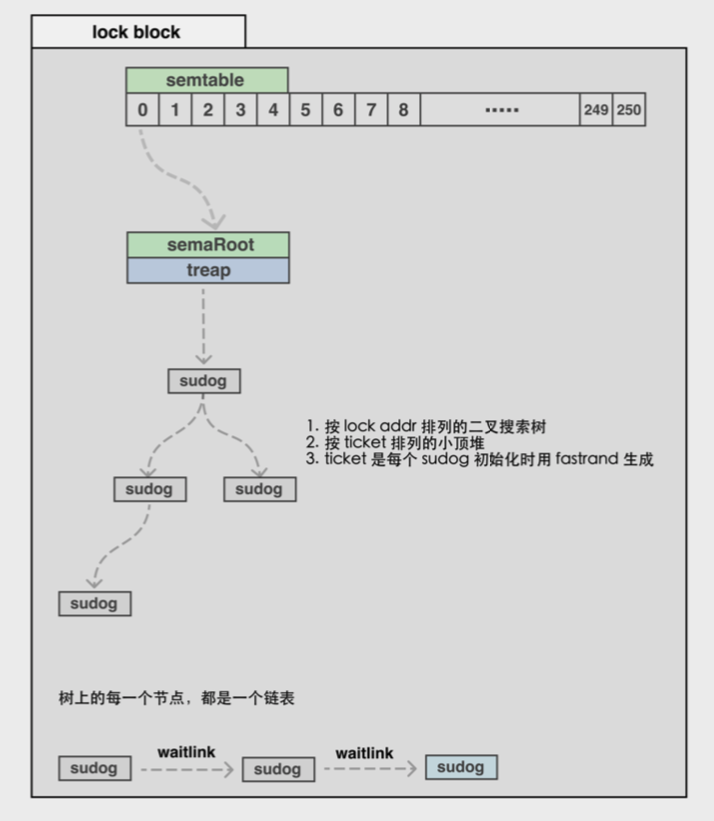 lock block
semtable
0 1 2 3 4 5 6 7 8 ····· 249 250
semaRoot
treap
sudog
1. 按 lock addr 排列的二叉搜索树
2. 按 ticket 排列的小顶堆
3. ticket 是每个 sudog 初始化时用 fastrand 生成
sudog sudog
sudog
树上的每一个节点，都是一个链表
waitlink waitlink
sudog sudog sudog